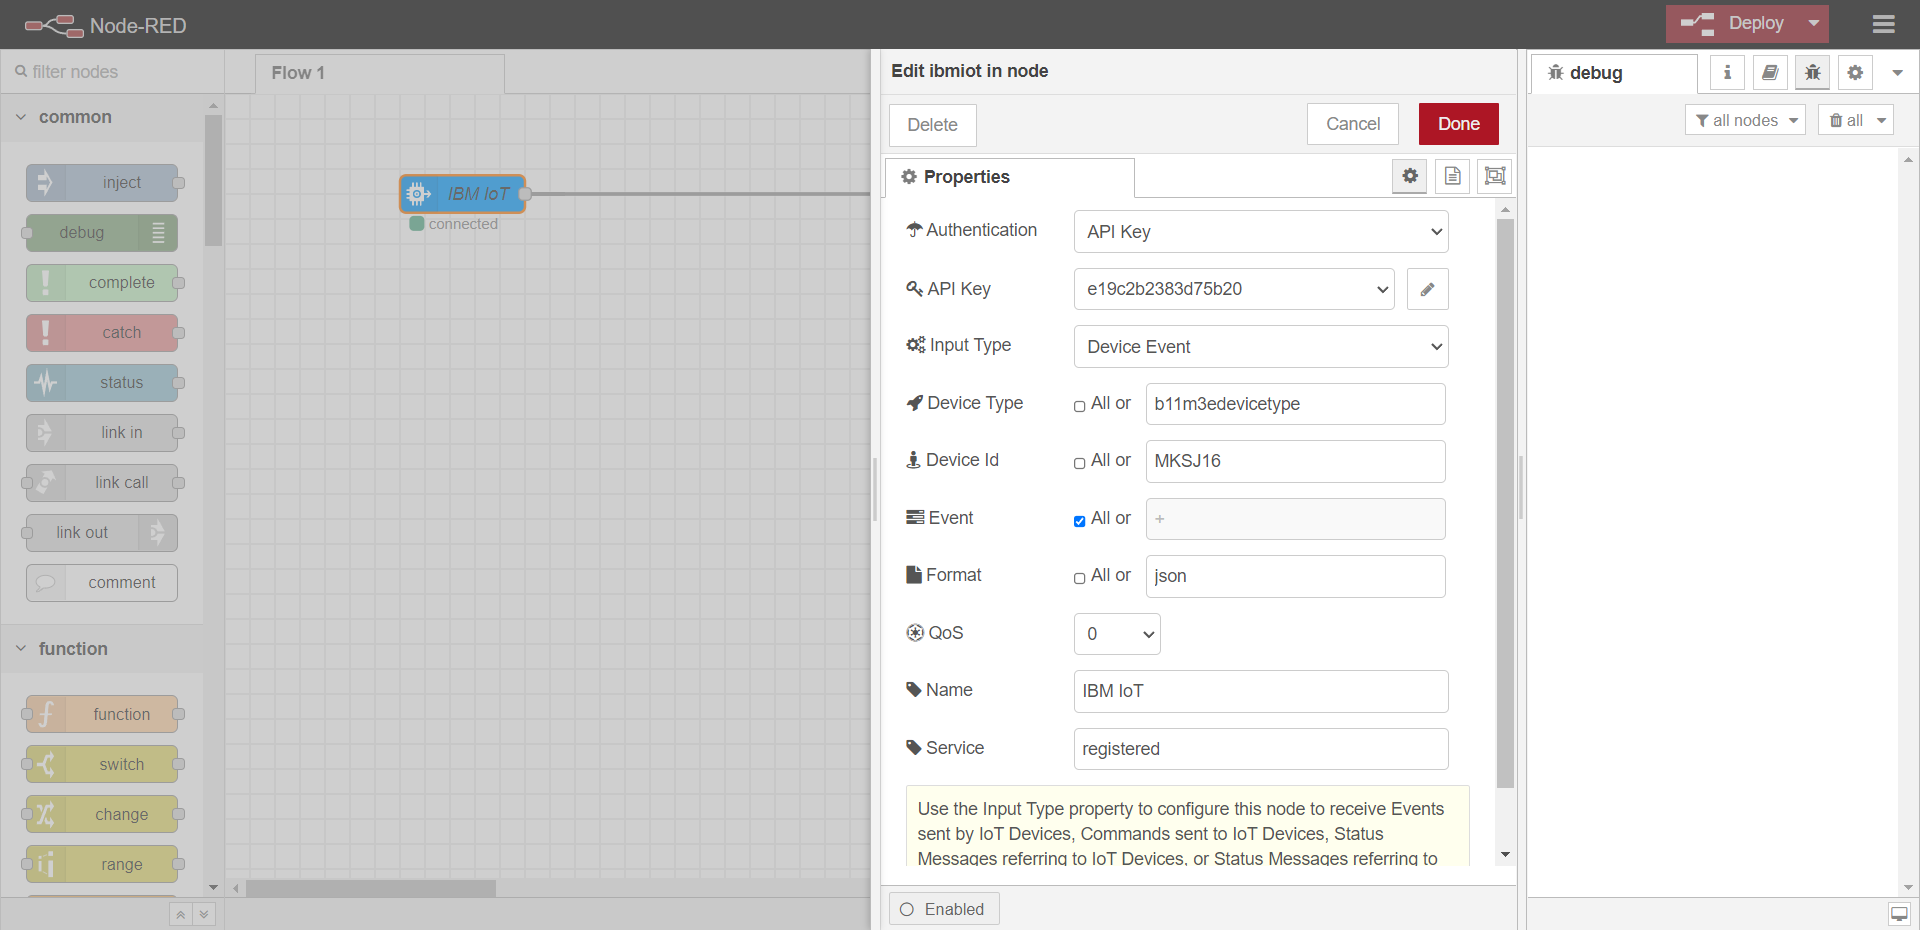 Node-RED
Deploy
filter nodes
Flow 1
Edit ibmiot in node
debug
Delete
Cancel
Done
all nodes
all
common
Properties
inject
debug
complete
catch
status
link in
link call
link out
comment
function
function
switch
change
range
IBM IoT
connected
Authentication
API Key
API Key
e19c2b2383d75b20
Input Type
Device Event
Device Type
All or
b11m3edevicetype
Device Id
All or
MKSJ16
Event
All or
+
Format
All or
json
QoS
0
Name
IBM IoT
Service
registered
Use the Input Type property to configure this node to receive Events
sent by IoT Devices, Commands sent to IoT Devices, Status
Messages referring to IoT Devices, or Status Messages referring to
Enabled